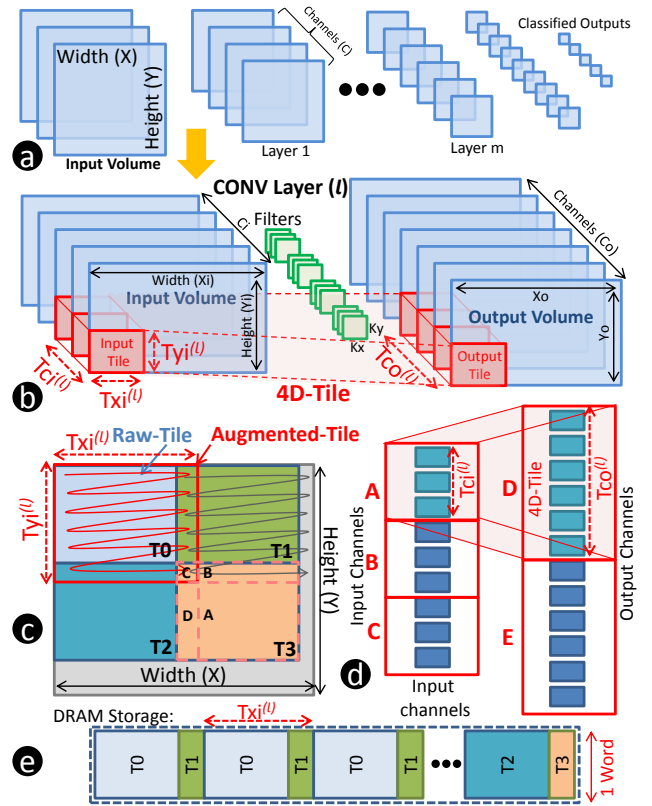 Width (X)
Height (Y)
Input Volume
Channels (C)
Layer 1
Layer m
Classified Outputs
a
CONV Layer (l)
Ci
Filters
Channels (Co)
Width (Xi)
Input Volume
Height (Yi)
Xo
Output Volume
Yo
Ky
Kx
Input
Tile
Tyi(l)
Tci(l)
Txi(l)
Tco(l)
Output
Tile
4D-Tile
b
Txi(l)
Raw-Tile
Augmented-Tile
Tyi(l)
T0
T1
C
B
D
A
T2
T3
Height (Y)
Width (X)
c
A
Tci(l)
B
C
Input Channels
Input
channels
D
4D-Tile
Tco(l)
E
Output Channels
d
DRAM Storage:
Txi(l)
T0
T1
T0
T1
T0
T1
T2
T3
1 Word
e